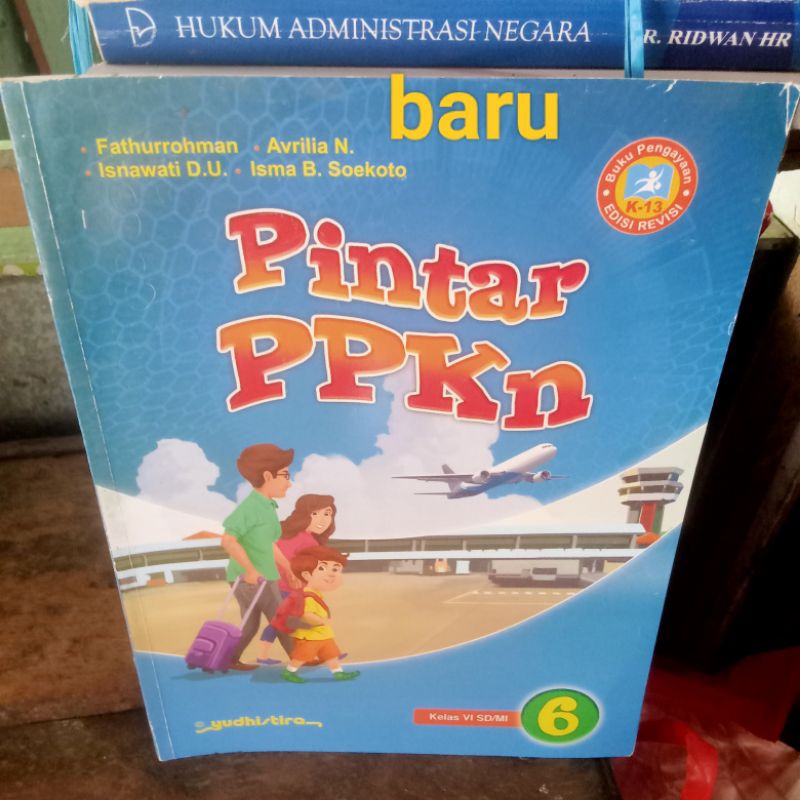 HUKUM ADMINISTRASI NEGARA R. RIDWAN HR
baru
• Fathurrohman • Avrilia N.
• Isnawati D.U. • Isma B. Soekoto
Buku Pengayaan
K-13
EDISI REVISI
Pintar
PPKn
yudhistira
Kelas VI SD/MI 6